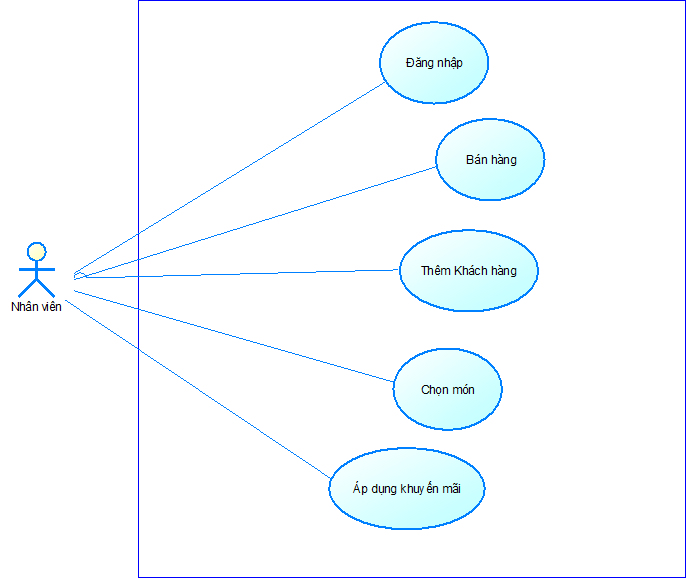 Đăng nhập
Bán hàng
Thêm Khách hàng
Nhân viên
Chọn món
Áp dụng khuyến mãi